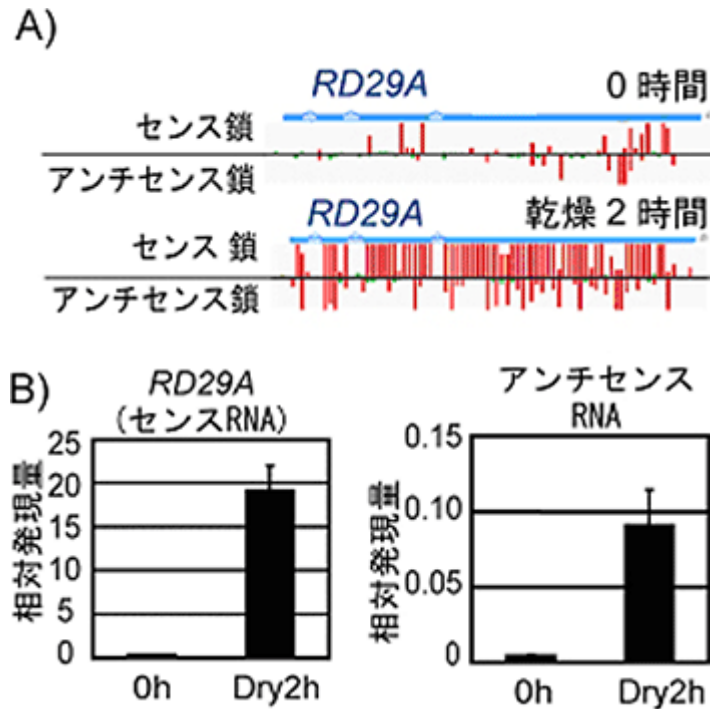 A)
RD29A 0 時間
センス鎖
アンチセンス鎖
RD29A 乾燥 2 時間
センス 鎖
アンチセンス鎖
B)
RD29A
(センスRNA)
相対発現量
25
20
15
10
5
0
0h Dry2h
アンチセンス
RNA
相対発現量
0.15
0.10
0.05
0
0h Dry2h